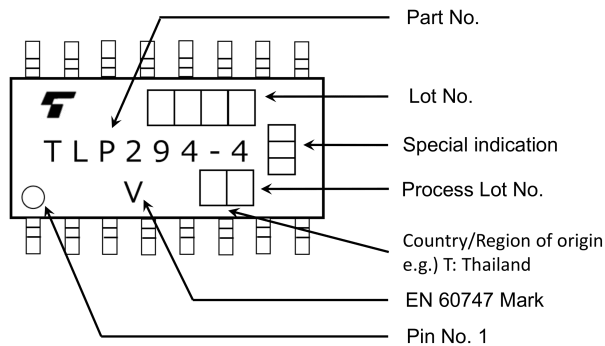 Part No.
Lot No.
TLP294-4
Special indication
V
Process Lot No.
Country/Region of origin
e.g.) T: Thailand
EN 60747 Mark
Pin No. 1